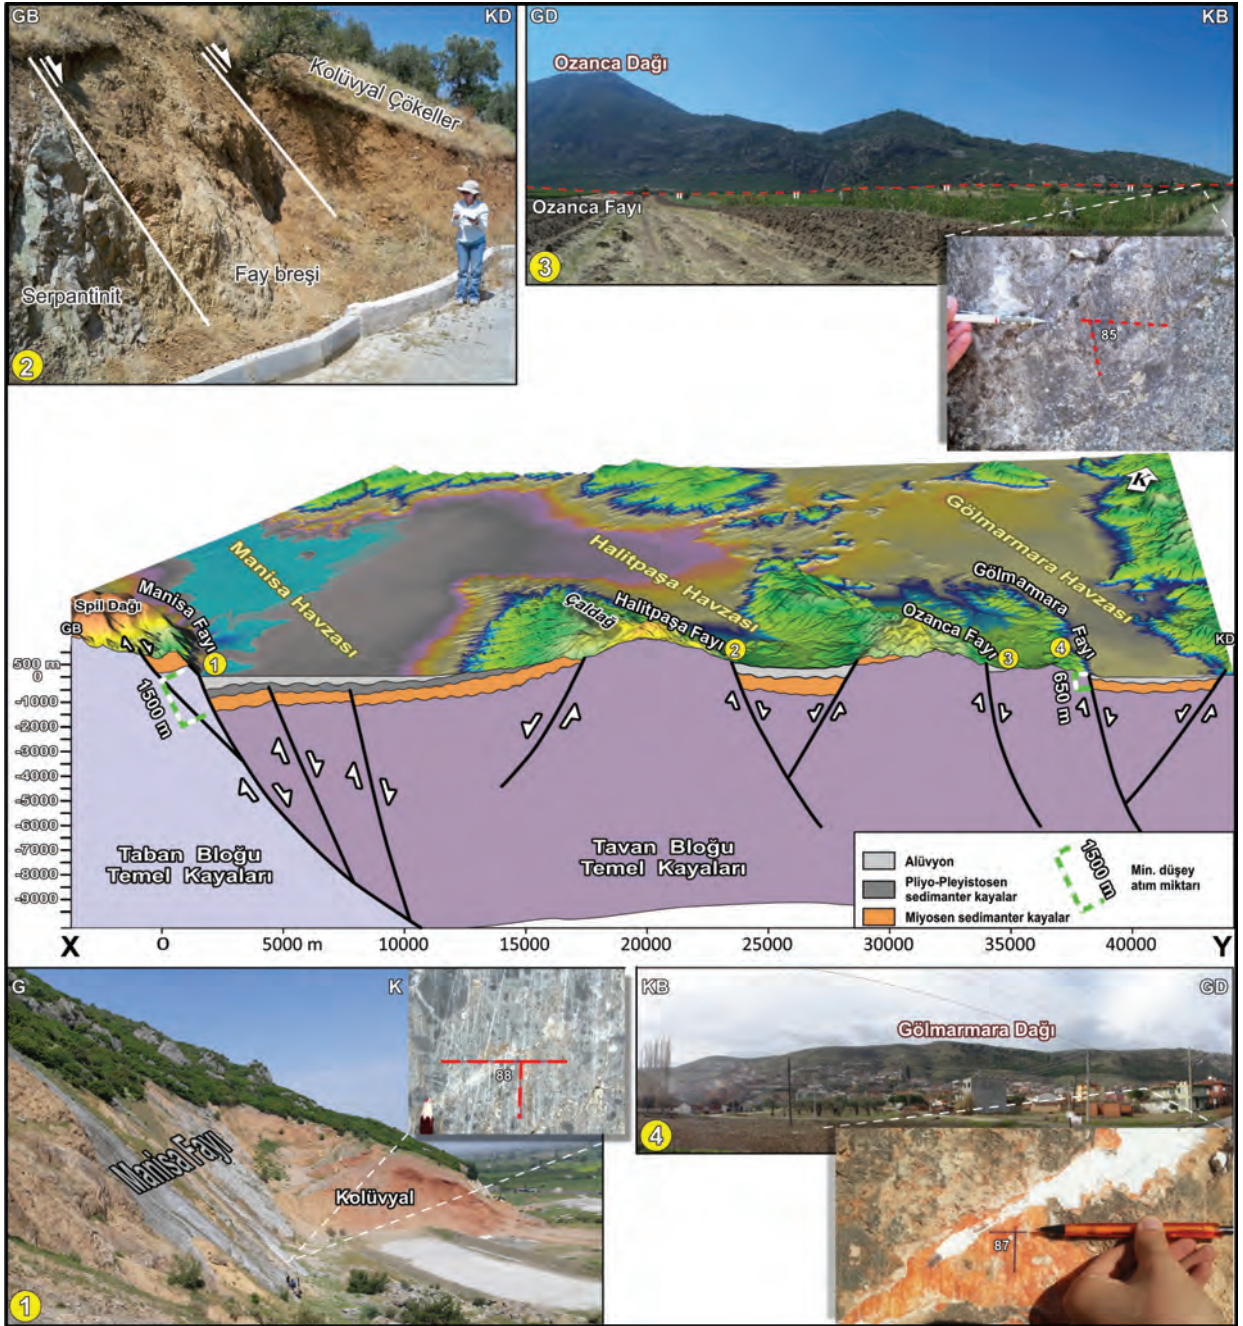 GB
KD
Kolüvyal Çökeller
Fay breşi
Serpantinit
2
GD
KB
Ozanca Dağı
Ozanca Fayı
3
85
K
Manisa Havzası
Halitpaşa Havzası
Gölmarmara Havzası
Spil Dağı
Manisa Fayı
Çaldağ
Halitpaşa Fayı
Ozanca Fayı
Gölmarmara
Fayı
GB
KD
1
2
3
4
1500 m
650 m
500 m
0
-1000
-2000
-3000
-4000
-5000
-6000
-7000
-8000
-9000
Taban Bloğu
Temel Kayaları
Tavan Bloğu
Temel Kayaları
Alüvyon
Pliyo-Pleyistosen
sedimanter kayalar
Miyosen sedimanter kayalar
1500 m
Min. düşey
atım miktarı
X
O
5000 m
10000
15000
20000
25000
30000
35000
40000
Y
G
K
88
Manisa Fayı
Kolüvyal
1
KB
GD
Gölmarmara Dağı
4
87